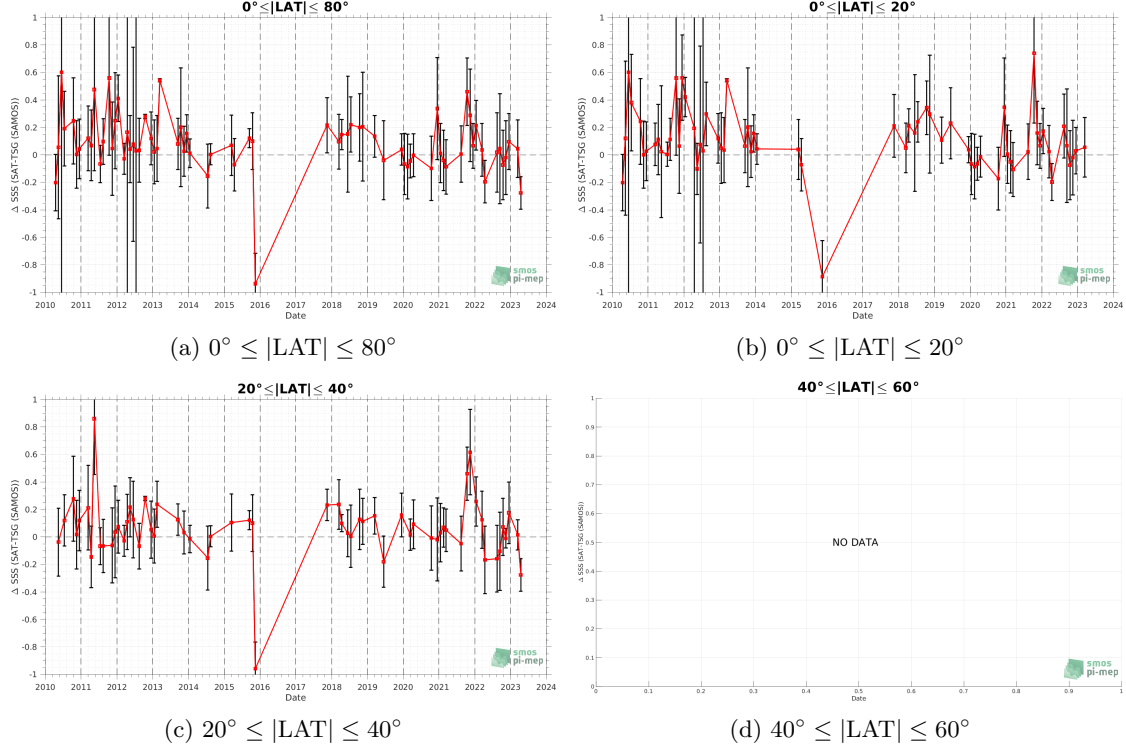 0°≤|LAT|≤ 80°
Δ SSS (SAT-TSG (SAMOS))
1
0.8
0.6
0.4
0.2
0
-0.2
-0.4
-0.6
-0.8
-1
2010 2011 2012 2013 2014 2015 2016 2017 2018 2019 2020 2021 2022 2023 2024
Date
smos
pi-mep
(a) 0° ≤ |LAT| ≤ 80°
0°≤|LAT|≤ 20°
Δ SSS (SAT-TSG (SAMOS))
1
0.8
0.6
0.4
0.2
0
-0.2
-0.4
-0.6
-0.8
-1
2010 2011 2012 2013 2014 2015 2016 2017 2018 2019 2020 2021 2022 2023 2024
Date
smos
pi-mep
(b) 0° ≤ |LAT| ≤ 20°
20°≤|LAT|≤ 40°
Δ SSS (SAT-TSG (SAMOS))
1
0.8
0.6
0.4
0.2
0
-0.2
-0.4
-0.6
-0.8
-1
2010 2011 2012 2013 2014 2015 2016 2017 2018 2019 2020 2021 2022 2023 2024
Date
smos
pi-mep
(c) 20° ≤ |LAT| ≤ 40°
40°≤|LAT|≤ 60°
Δ SSS (SAT-TSG (SAMOS))
1
0.9
0.8
0.7
0.6
0.5
0.4
0.3
0.2
0.1
0
NO DATA
0 0.1 0.2 0.3 0.4 0.5 0.6 0.7 0.8 0.9 1
Date
smos
pi-mep
(d) 40° ≤ |LAT| ≤ 60°